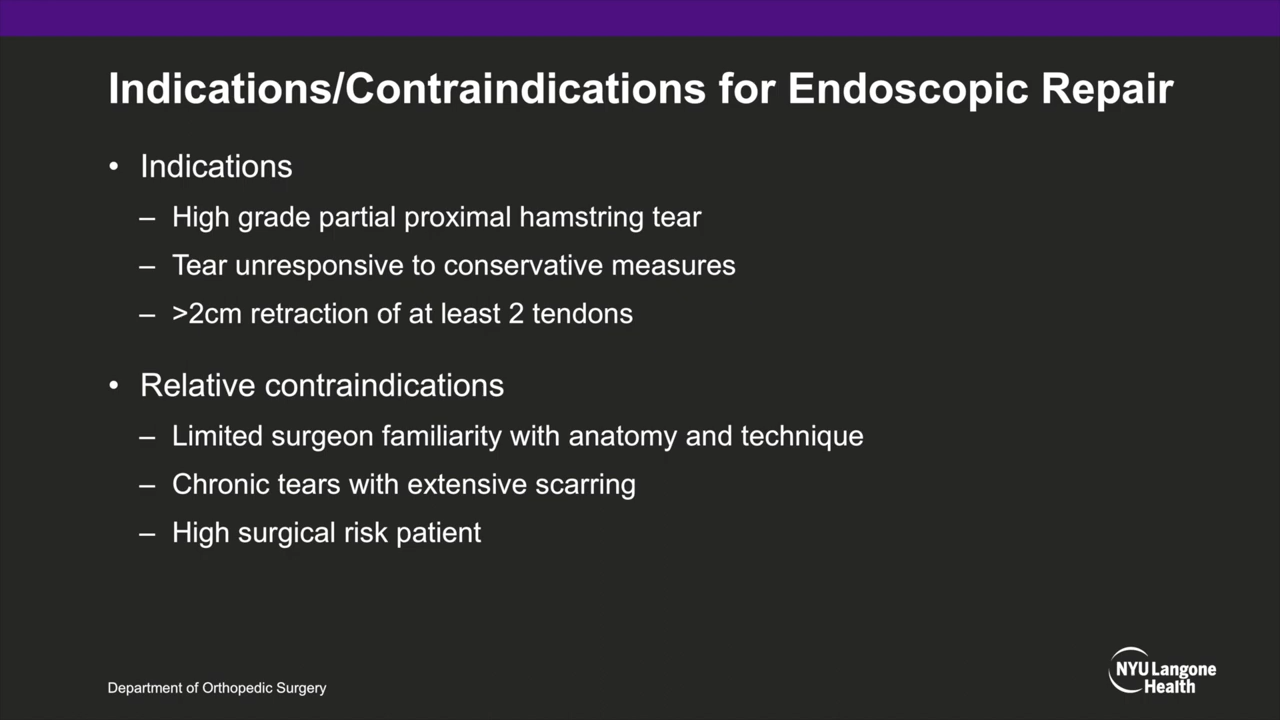 Indications/Contraindications for Endoscopic Repair
• Indications
– High grade partial proximal hamstring tear
– Tear unresponsive to conservative measures
– >2cm retraction of at least 2 tendons
• Relative contraindications
– Limited surgeon familiarity with anatomy and technique
– Chronic tears with extensive scarring
– High surgical risk patient
Department of Orthopedic Surgery
NYU Langone
Health